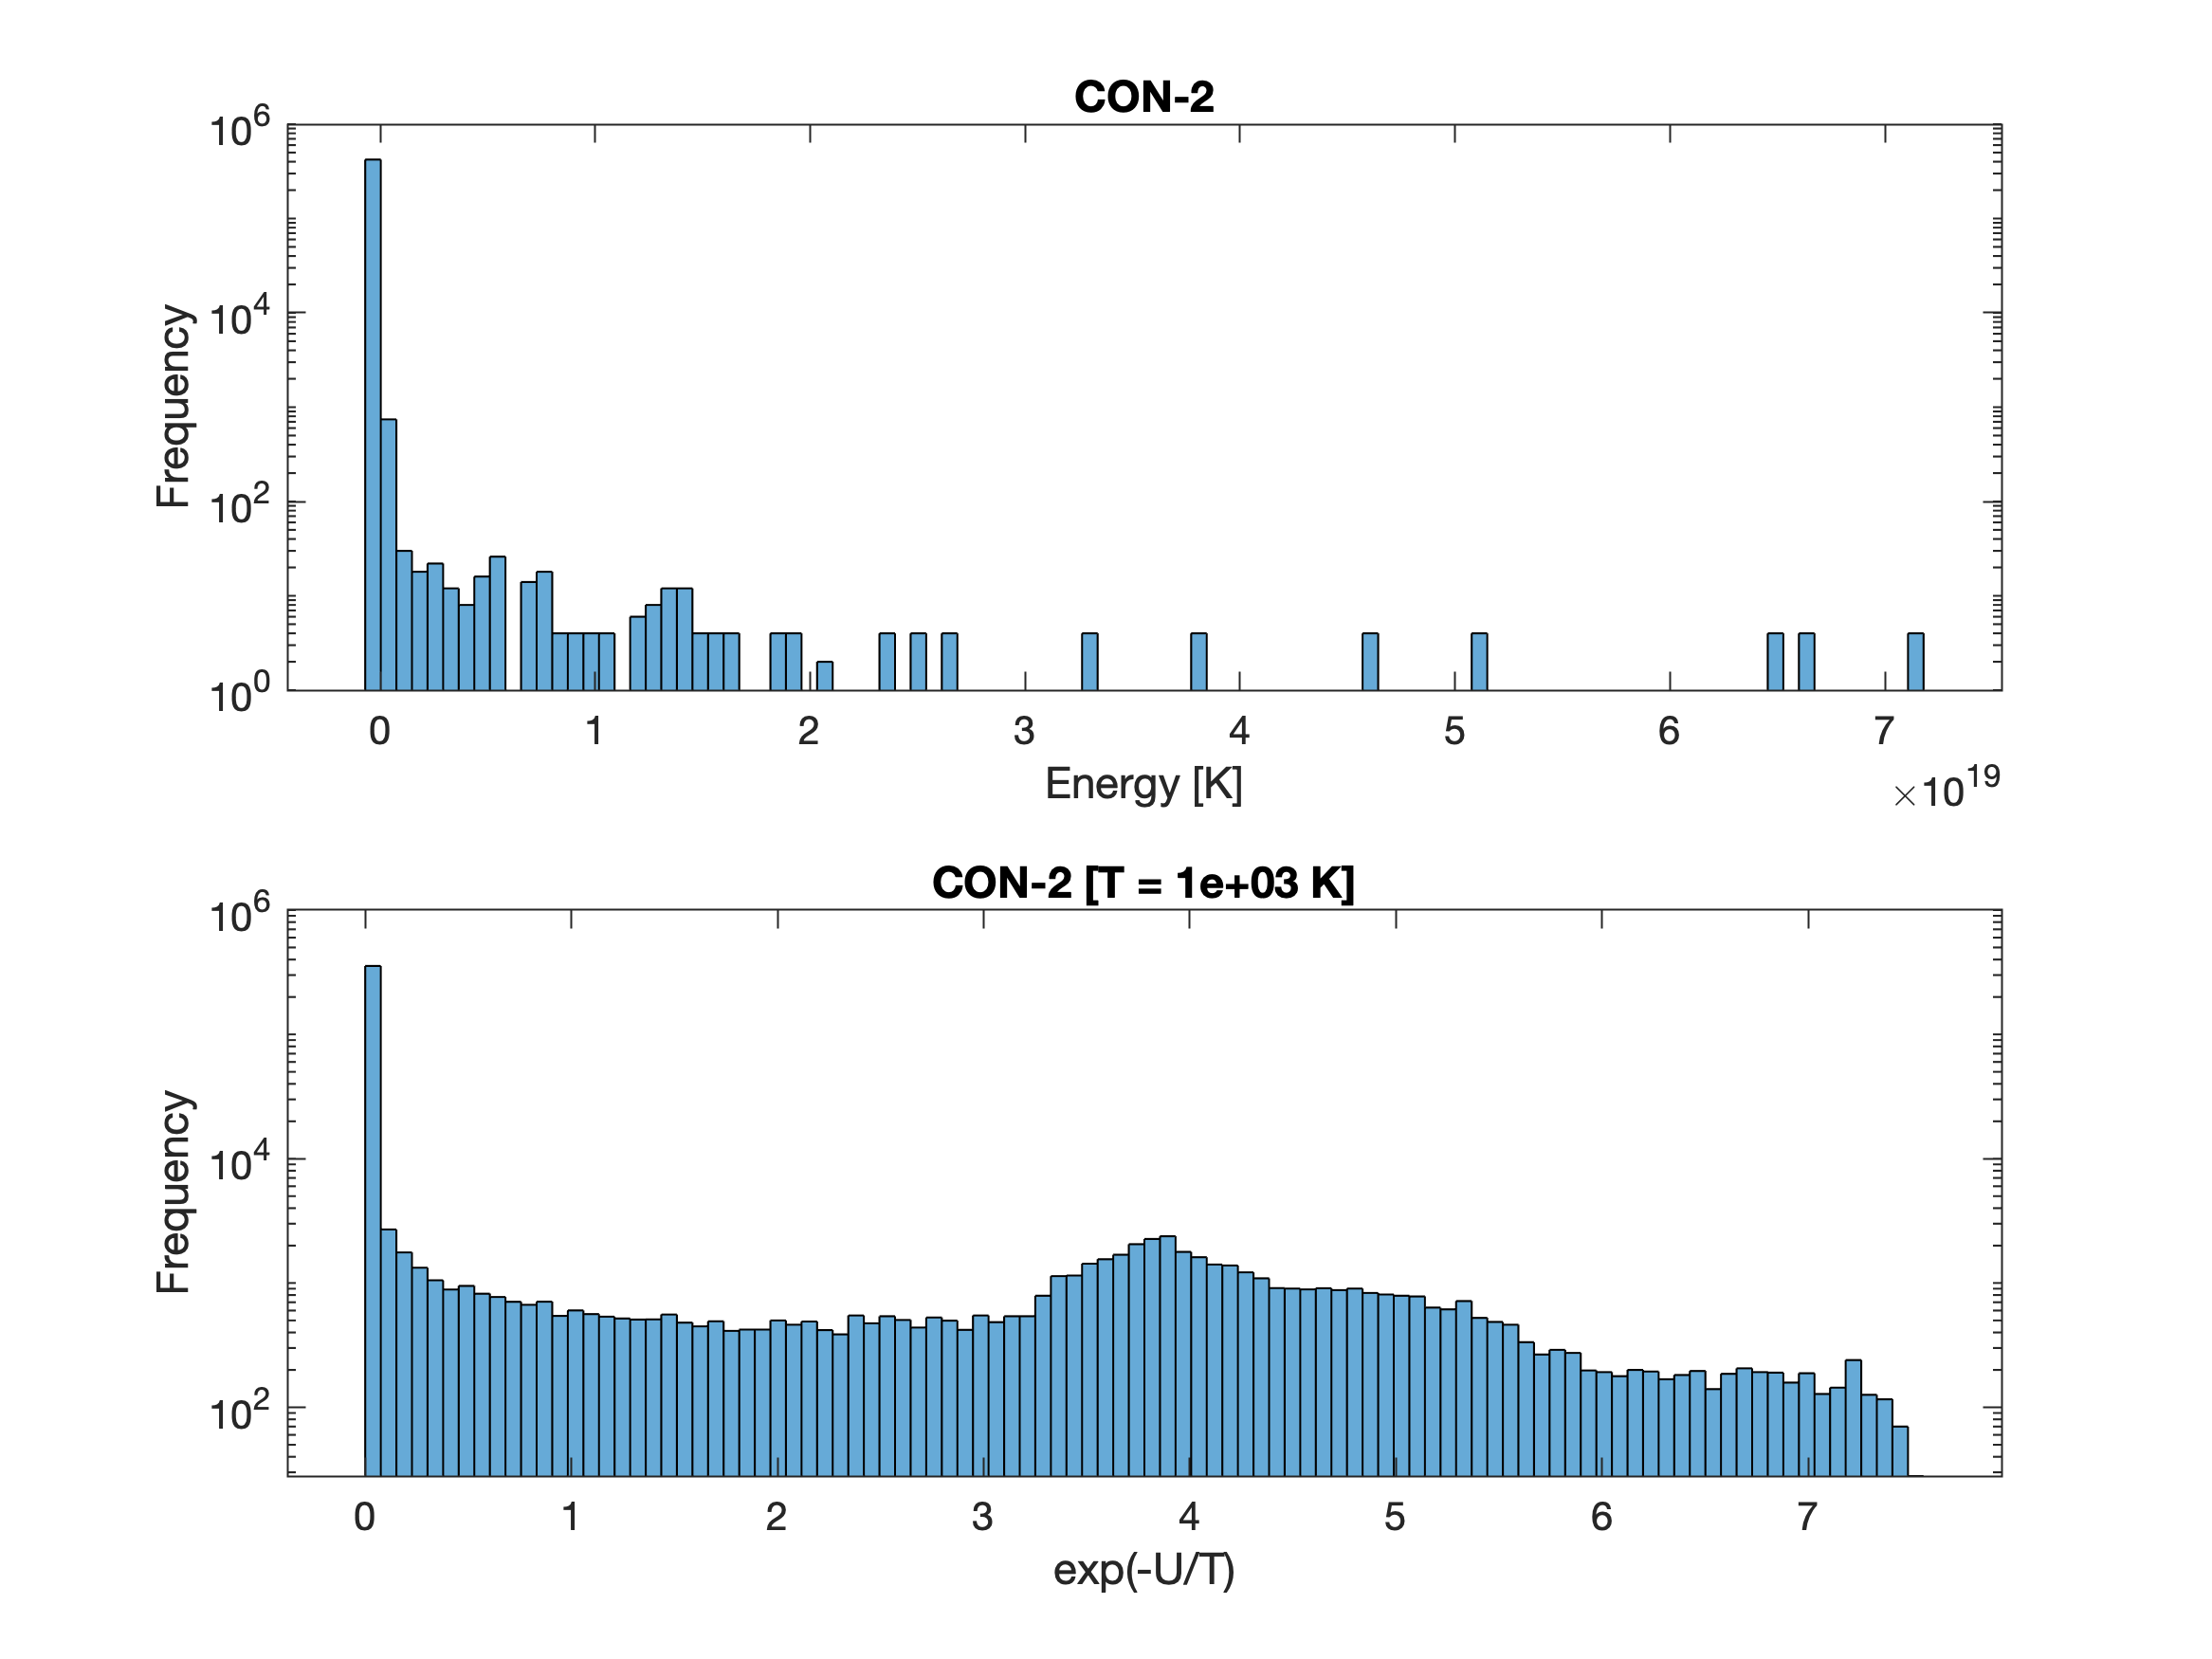 CON-2
10^6
10^4
10^2
10^0
Frequency
0 1 2 3 4 5 6 7
Energy [K]
×10^19
CON-2 [T = 1e+03 K]
10^6
10^4
10^2
Frequency
0 1 2 3 4 5 6 7
exp(-U/T)